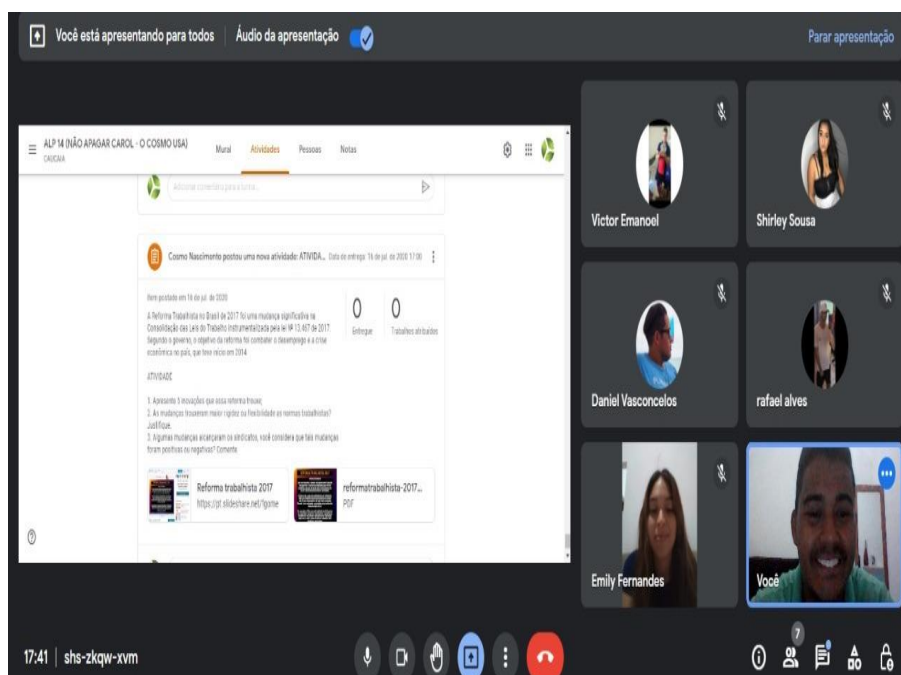 Você está apresentando para todos
Áudio da apresentação
Parar apresentação
ALP 14 (NÃO APAGAR CAROL - O COSMO USA)
CAUCAIA
Mural
Atividades
Pessoas
Notas
Adicionar comentário para a turma...
Cosmo Nascimento postou uma nova atividade: ATIVIDA... Data de entrega: 16 de jul. de 2020 17:00
Item postado em 16 de jul. de 2020
A Reforma Trabalhista no Brasil de 2017 foi uma mudança significativa na
Consolidação das Leis do Trabalho instrumentalizada pela lei № 13.467 de 2017.
Segundo o governo, o objetivo da reforma foi combater o desemprego e a crise
econômica no país, que teve início em 2014
0
Entregue
0
Trabalhos atribuídos
ATIVIDADE
1. Apresente 5 inovações que essa reforma trouxe;
2. As mudanças trouxeram maior rigidez ou flexibilidade as normas trabalhistas?
Justifique.
3. Algumas mudanças alcançaram os sindicatos, você considera que tais mudanças
foram positivas ou negativas? Comente
Reforma trabalhista 2017
https://pt.slideshare.net/1game
reformatrabalhista-2017...
PDF
Victor Emanoel
Shirley Sousa
Daniel Vasconcelos
rafael alves
Emily Fernandes
Você
17:41 | shs-zkqw-xvm
7